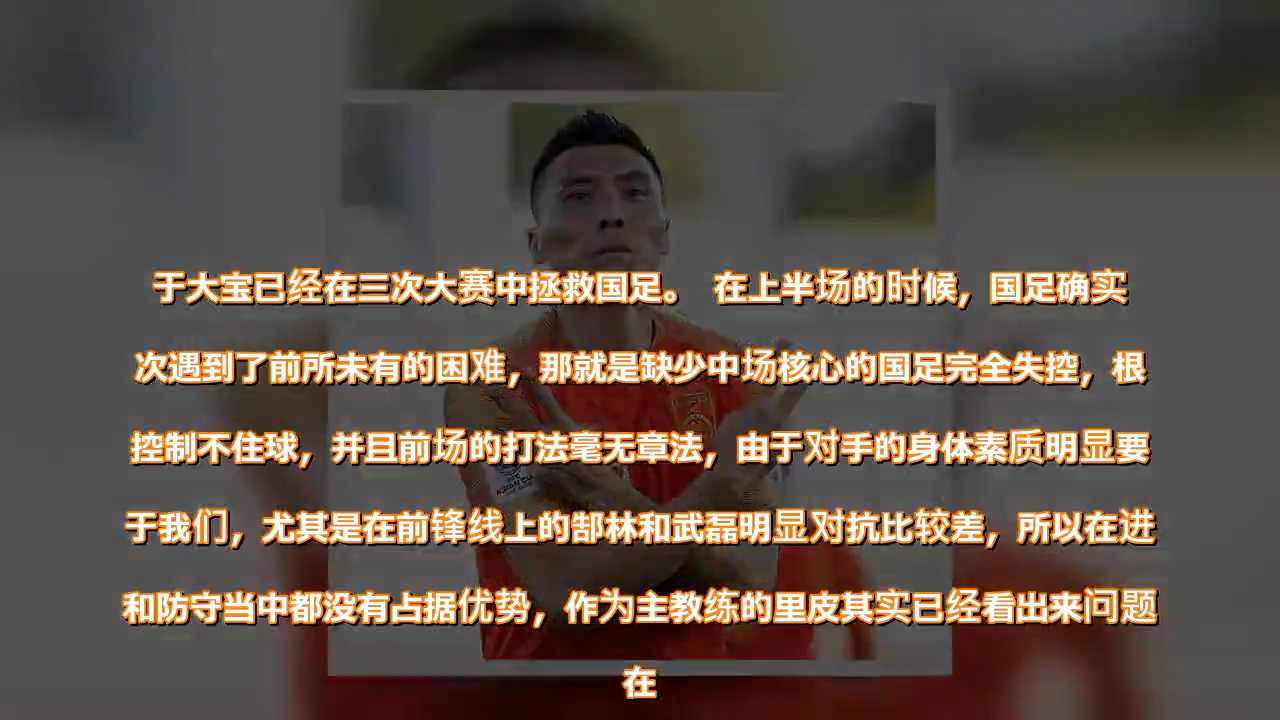 于大宝已经在三次大赛中拯救国足。 在上半场的时候，国足确实
次遇到了前所未有的困难，那就是缺少中场核心的国足完全失控，根
控制不住球，并且前场的打法毫无章法，由于对手的身体素质明显要
于我们，尤其是在前锋线上的郜林和武磊明显对抗比较差，所以在进
和防守当中都没有占据优势，作为主教练的里皮其实已经看出来问题
在
ASIAN CU